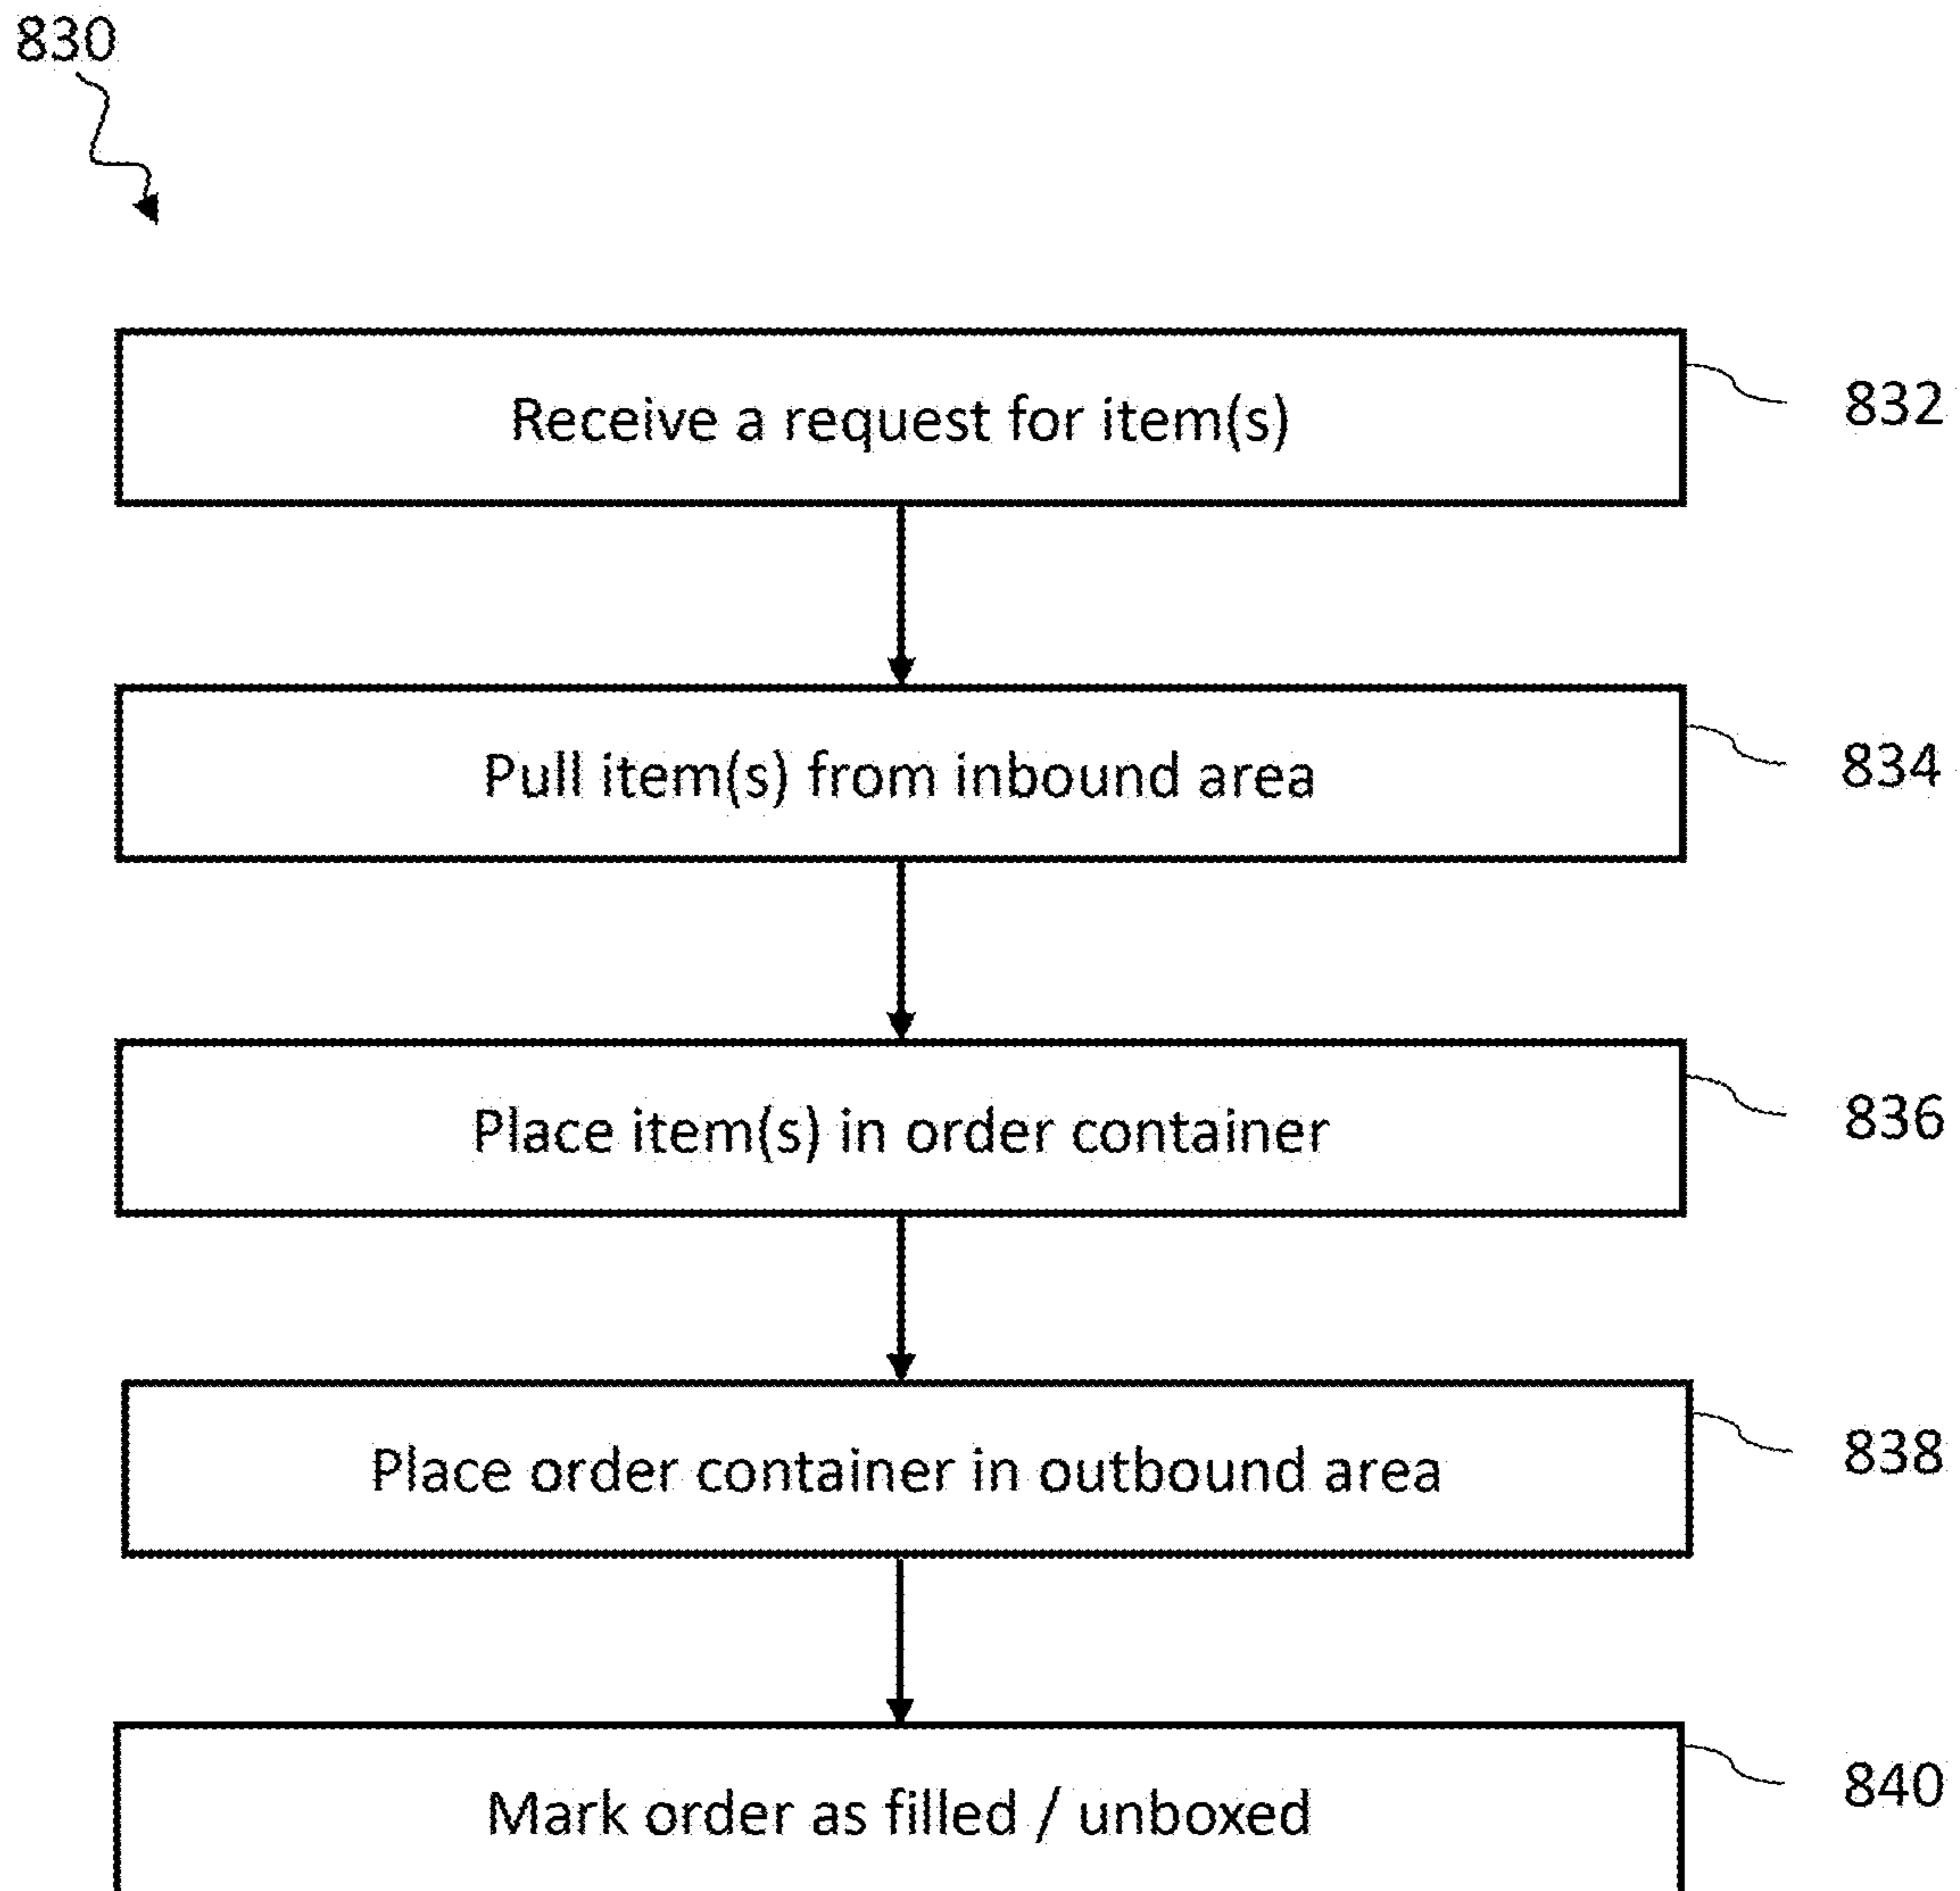 830
Receive a request for item(s)
832
Pull item(s) from inbound area
834
Place item(s) in order container
836
Place order container in outbound area
838
Mark order as filled / unboxed
840